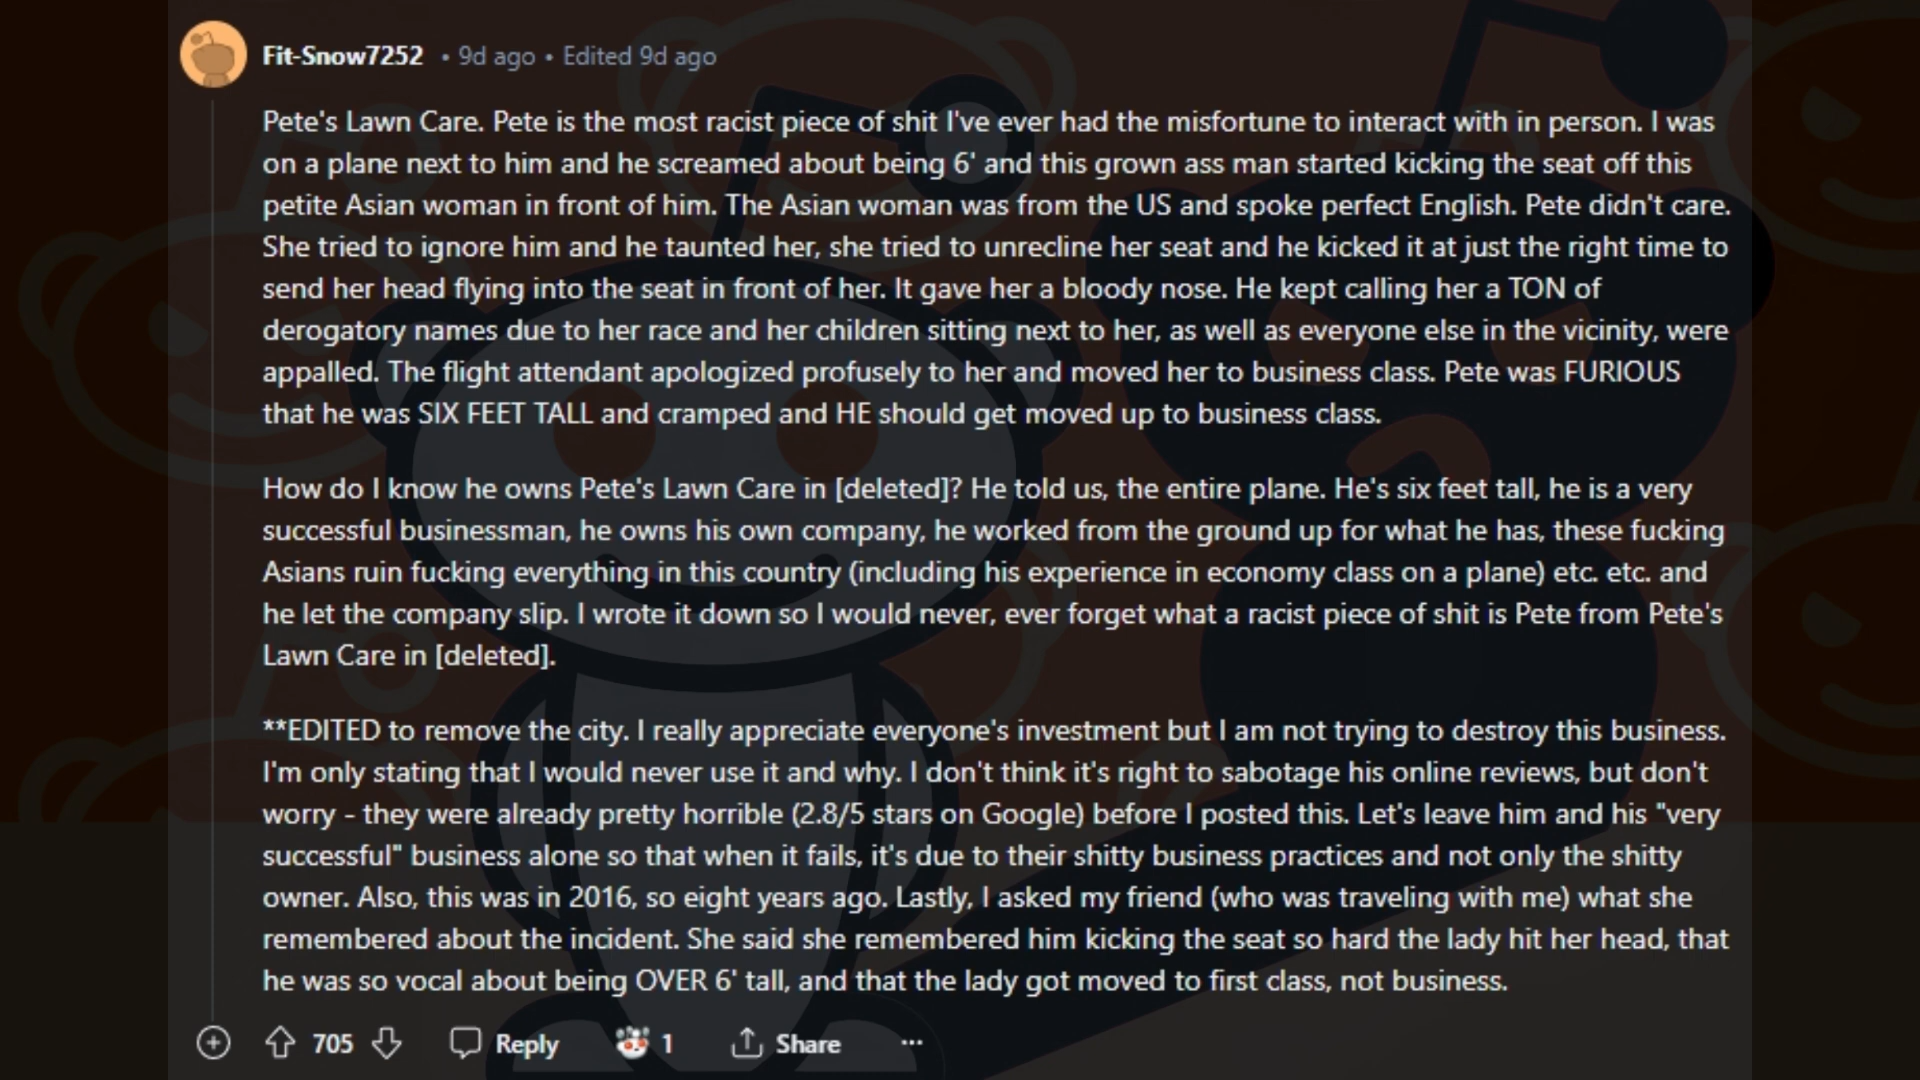 Fit-Snow7252 • 9d ago • Edited 9d ago
Pete's Lawn Care. Pete is the most racist piece of shit I've ever had the misfortune to interact with in person. I was
on a plane next to him and he screamed about being 6' and this grown ass man started kicking the seat off this
petite Asian woman in front of him. The Asian woman was from the US and spoke perfect English. Pete didn't care.
She tried to ignore him and he taunted her, she tried to unrecline her seat and he kicked it at just the right time to
send her head flying into the seat in front of her. It gave her a bloody nose. He kept calling her a TON of
derogatory names due to her race and her children sitting next to her, as well as everyone else in the vicinity, were
appalled. The flight attendant apologized profusely to her and moved her to business class. Pete was FURIOUS
that he was SIX FEET TALL and cramped and HE should get moved up to business class.
How do I know he owns Pete's Lawn Care in [deleted]? He told us, the entire plane. He's six feet tall, he is a very
successful businessman, he owns his own company, he worked from the ground up for what he has, these fucking
Asians ruin fucking everything in this country (including his experience in economy class on a plane) etc. etc. and
he let the company slip. I wrote it down so I would never, ever forget what a racist piece of shit is Pete from Pete's
Lawn Care in [deleted].
**EDITED to remove the city. I really appreciate everyone's investment but I am not trying to destroy this business.
I'm only stating that I would never use it and why. I don't think it's right to sabotage his online reviews, but don't
worry - they were already pretty horrible (2.8/5 stars on Google) before I posted this. Let's leave him and his "very
successful" business alone so that when it fails, it's due to their shitty business practices and not only the shitty
owner. Also, this was in 2016, so eight years ago. Lastly, I asked my friend (who was traveling with me) what she
remembered about the incident. She said she remembered him kicking the seat so hard the lady hit her head, that
he was so vocal about being OVER 6' tall, and that the lady got moved to first class, not business.
705 Reply 1 Share ...